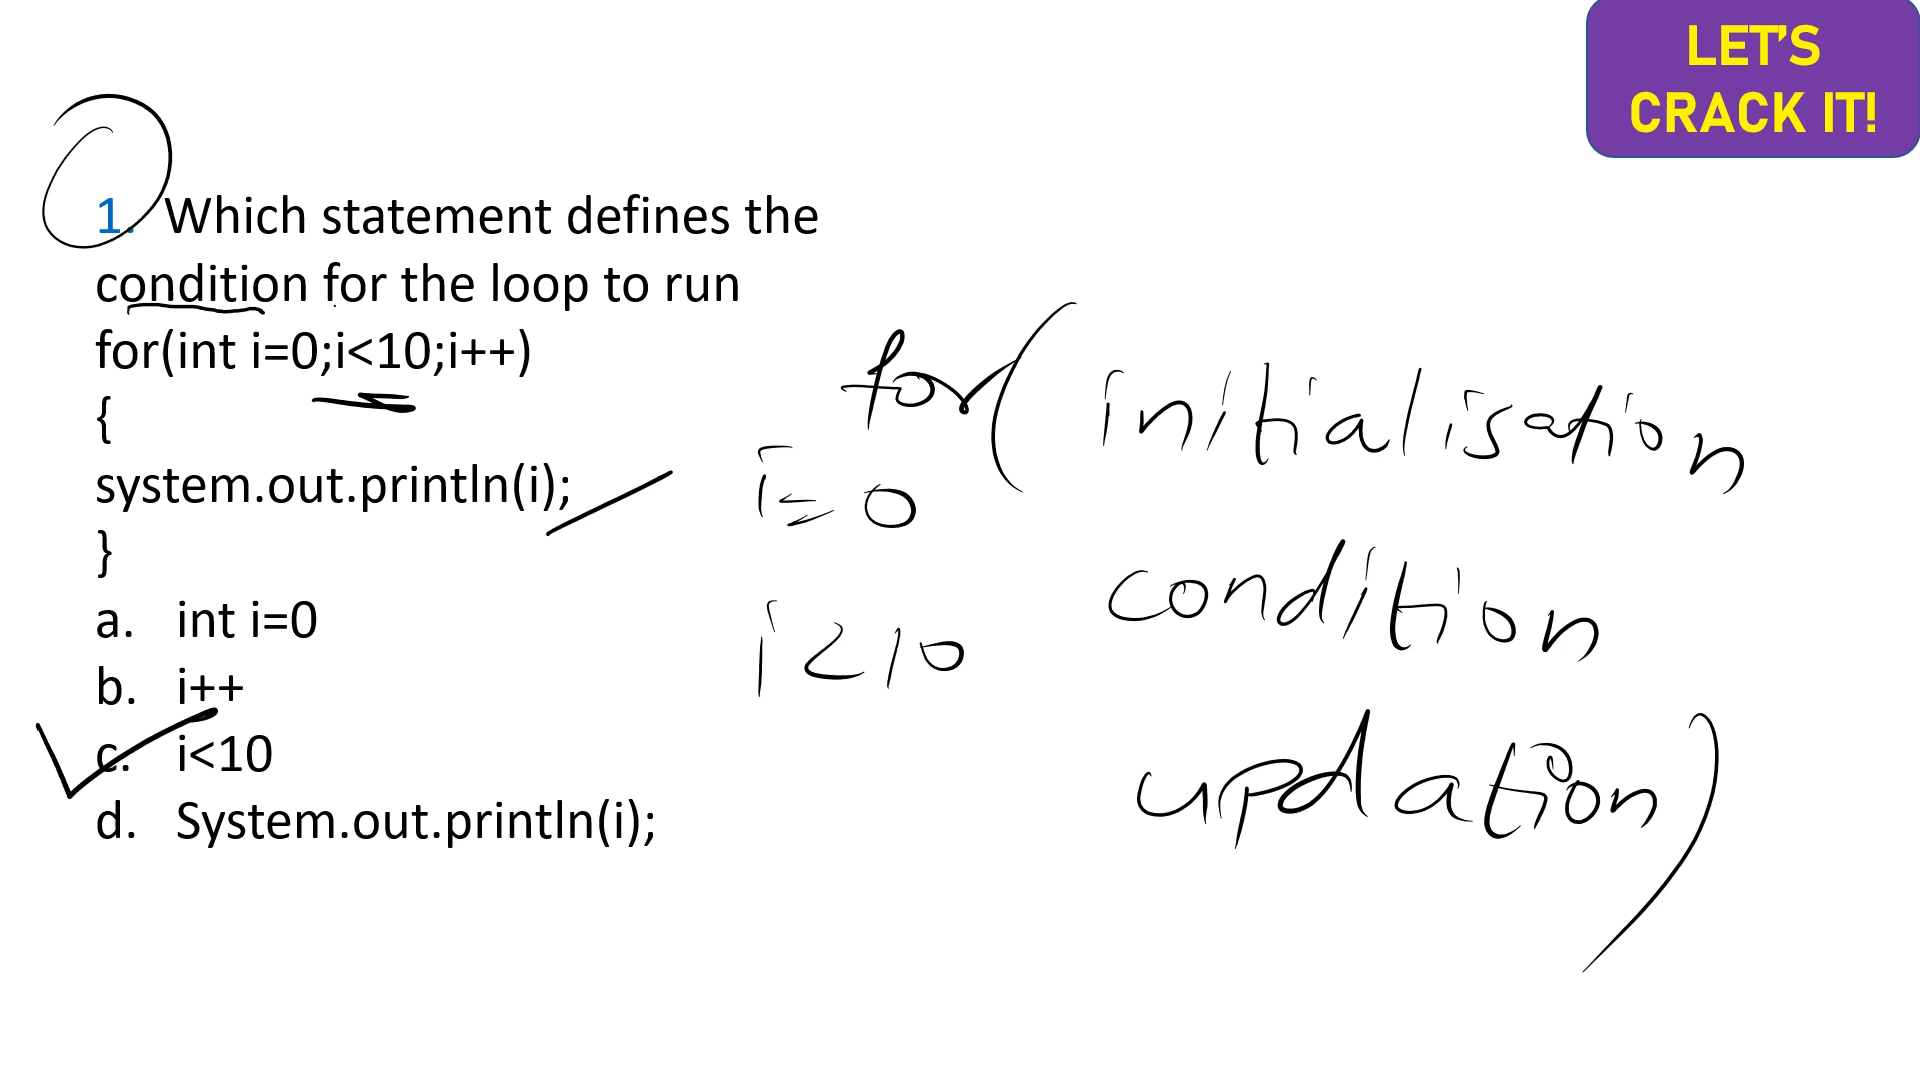 LET'S
CRACK IT!
1. Which statement defines the
condition for the loop to run
for(int i=0;i<10;i++)
{
system.out.println(i);
}
a. int i=0
b. i++
c. i<10
d. System.out.println(i);
for( initialisation
i=0
condition
i<10
updation)